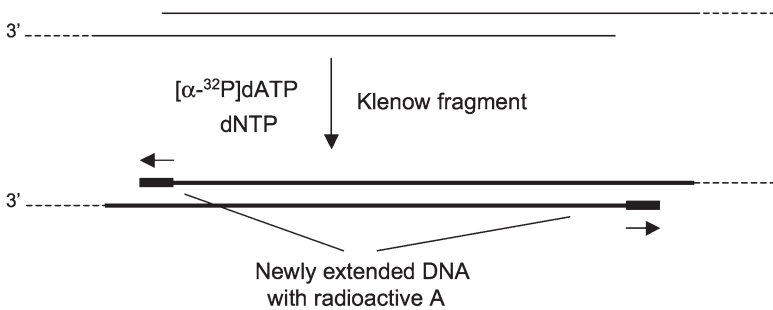 3'
[α-³²P]dATP
dNTP
Klenow fragment
3'
Newly extended DNA
with radioactive A